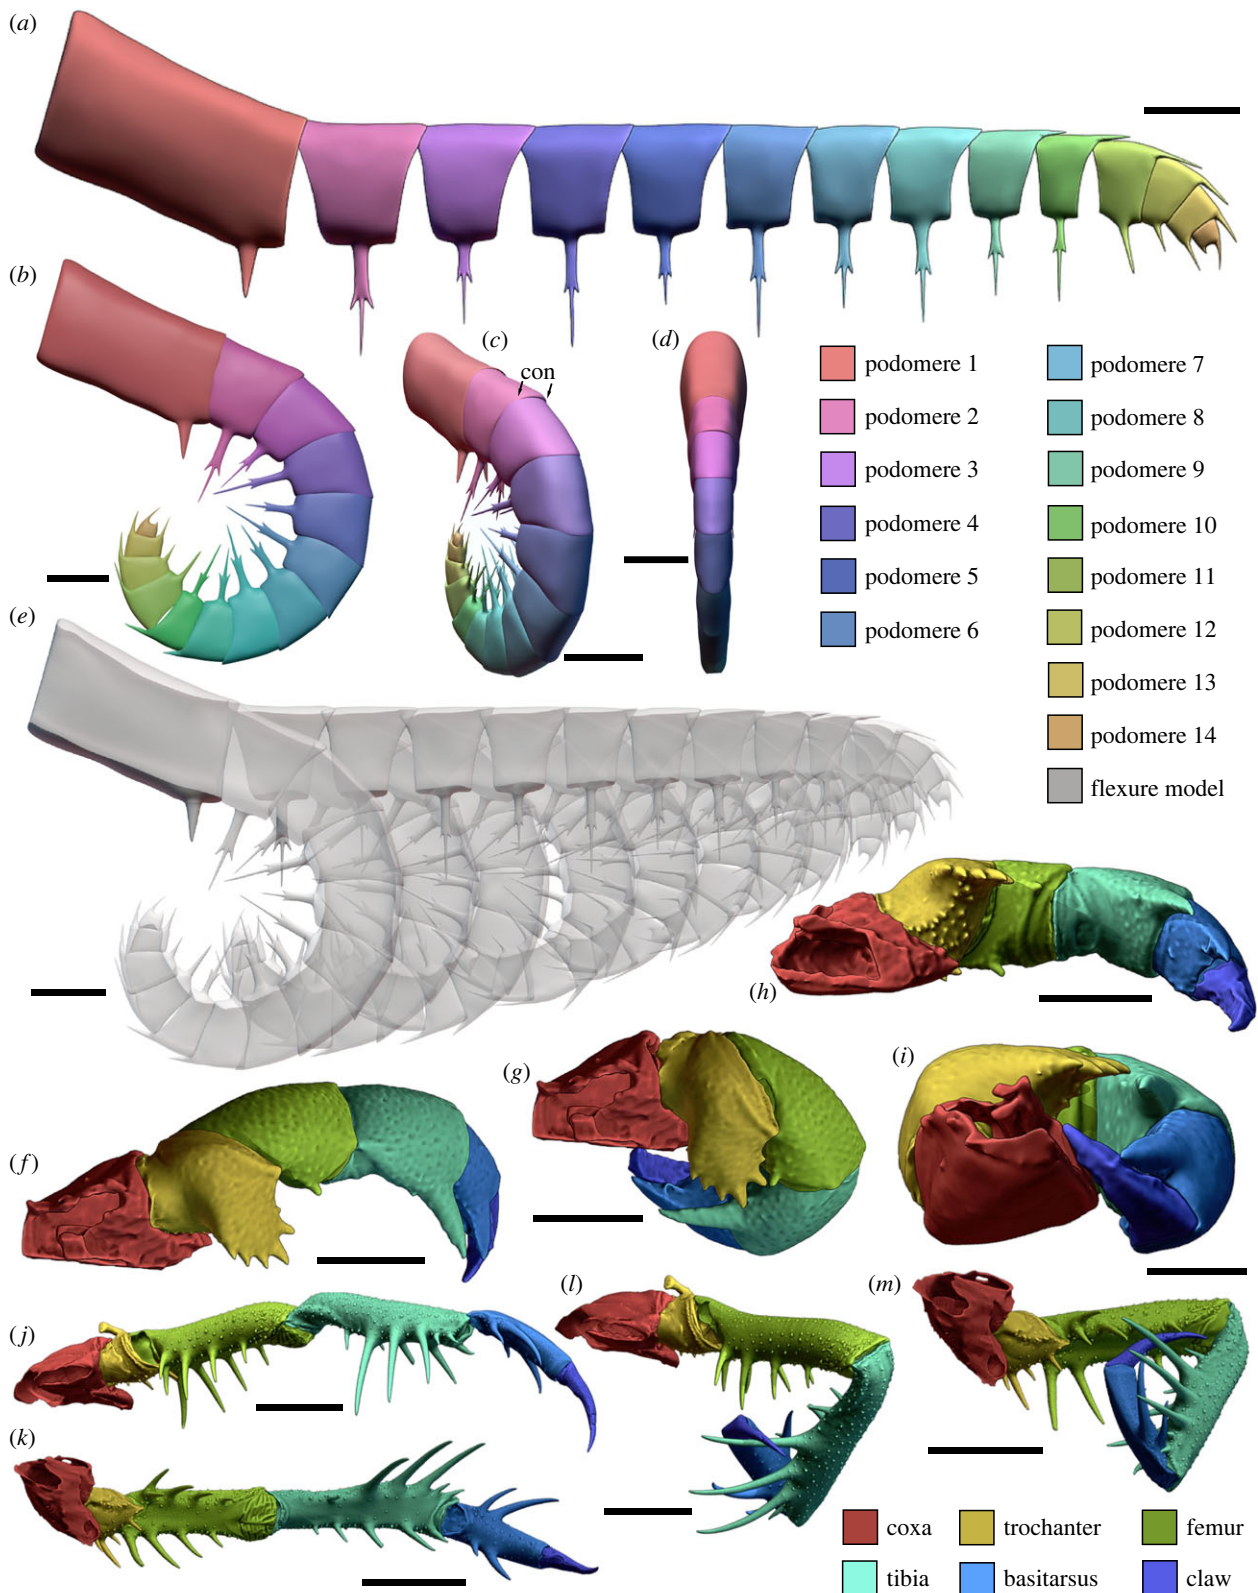 (a)
(b)
(c)
(d)
con
podomere 1
podomere 2
podomere 3
podomere 4
podomere 5
podomere 6
podomere 7
podomere 8
podomere 9
podomere 10
podomere 11
podomere 12
podomere 13
podomere 14
flexure model
(e)
(h)
(g)
(i)
(f)
(l)
(m)
(j)
(k)
coxa
trochanter
femur
tibia
basitarsus
claw